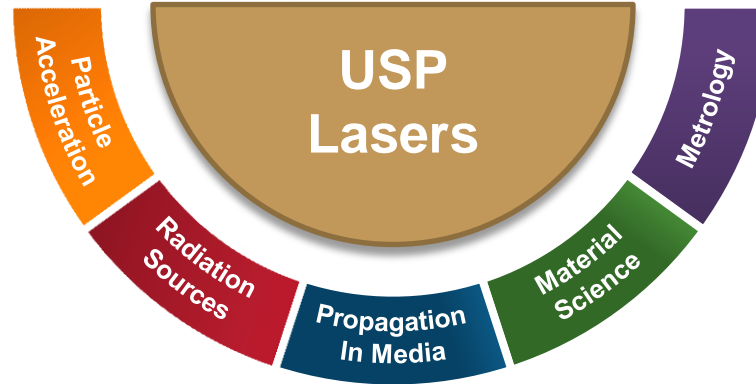 USP
Lasers
Particle
Acceleration
Radiation
Sources
Propagation
In Media
Material
Science
Metrology